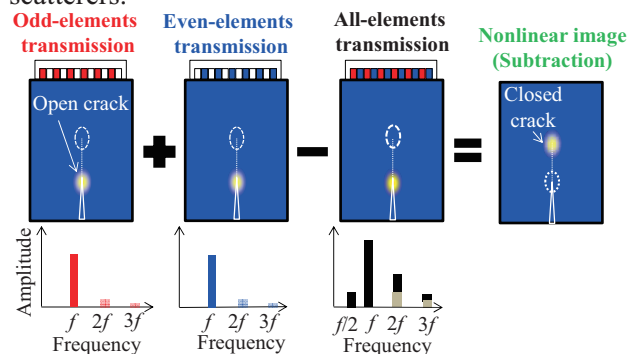 scatterers.
Odd-elements
transmission
Even-elements
transmission
All-elements
transmission
Nonlinear image
(Subtraction)
Open crack
Closed
crack
Amplitude
f 2f 3f
Frequency
f 2f 3f
Frequency
f/2 f 2f 3f
Frequency